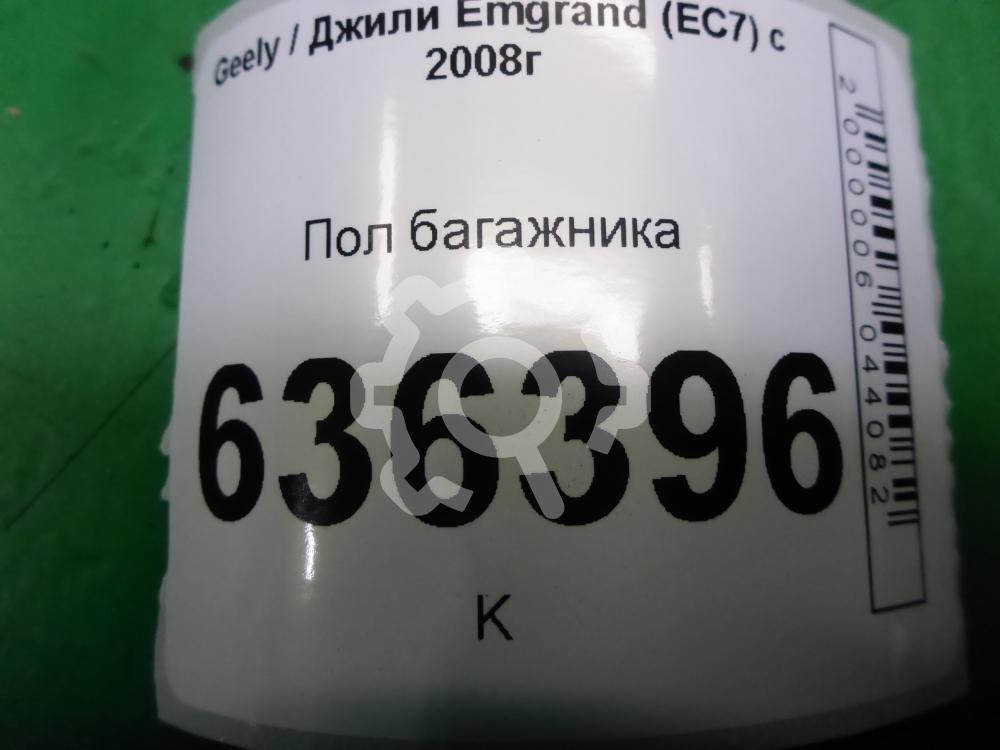 Geely / Джили Emgrand (EC7) с
2008г
Пол багажника
636396
К
2000006044082